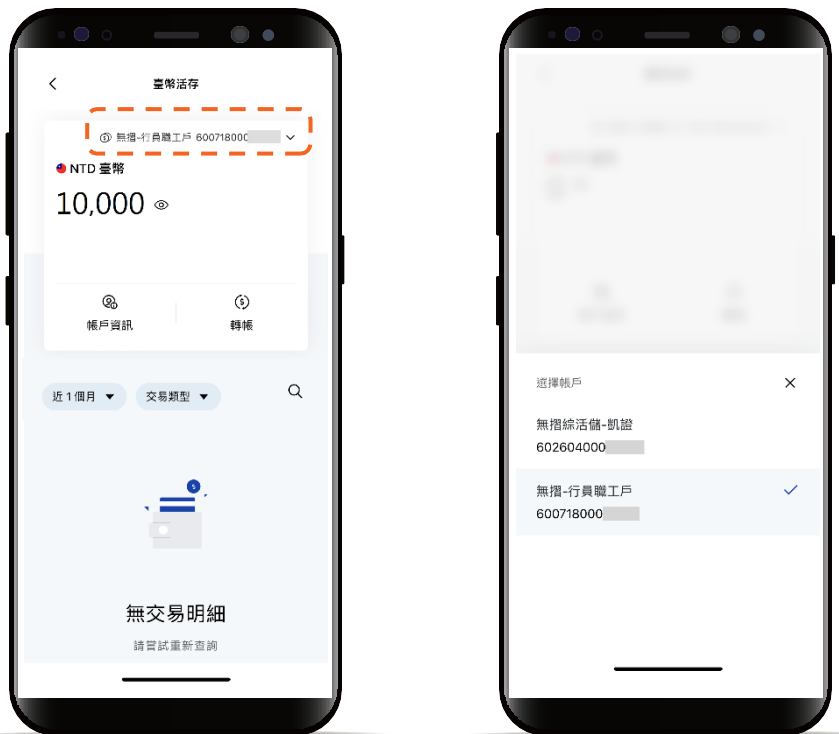 臺幣活存
無摺-行員職工戶 600718000
NTD 臺幣
10,000
帳戶資訊
轉帳
近1個月
交易類型
無交易明細
請嘗試重新查詢
選擇帳戶
無摺綜活儲-凱證
602604000
無摺-行員職工戶
600718000